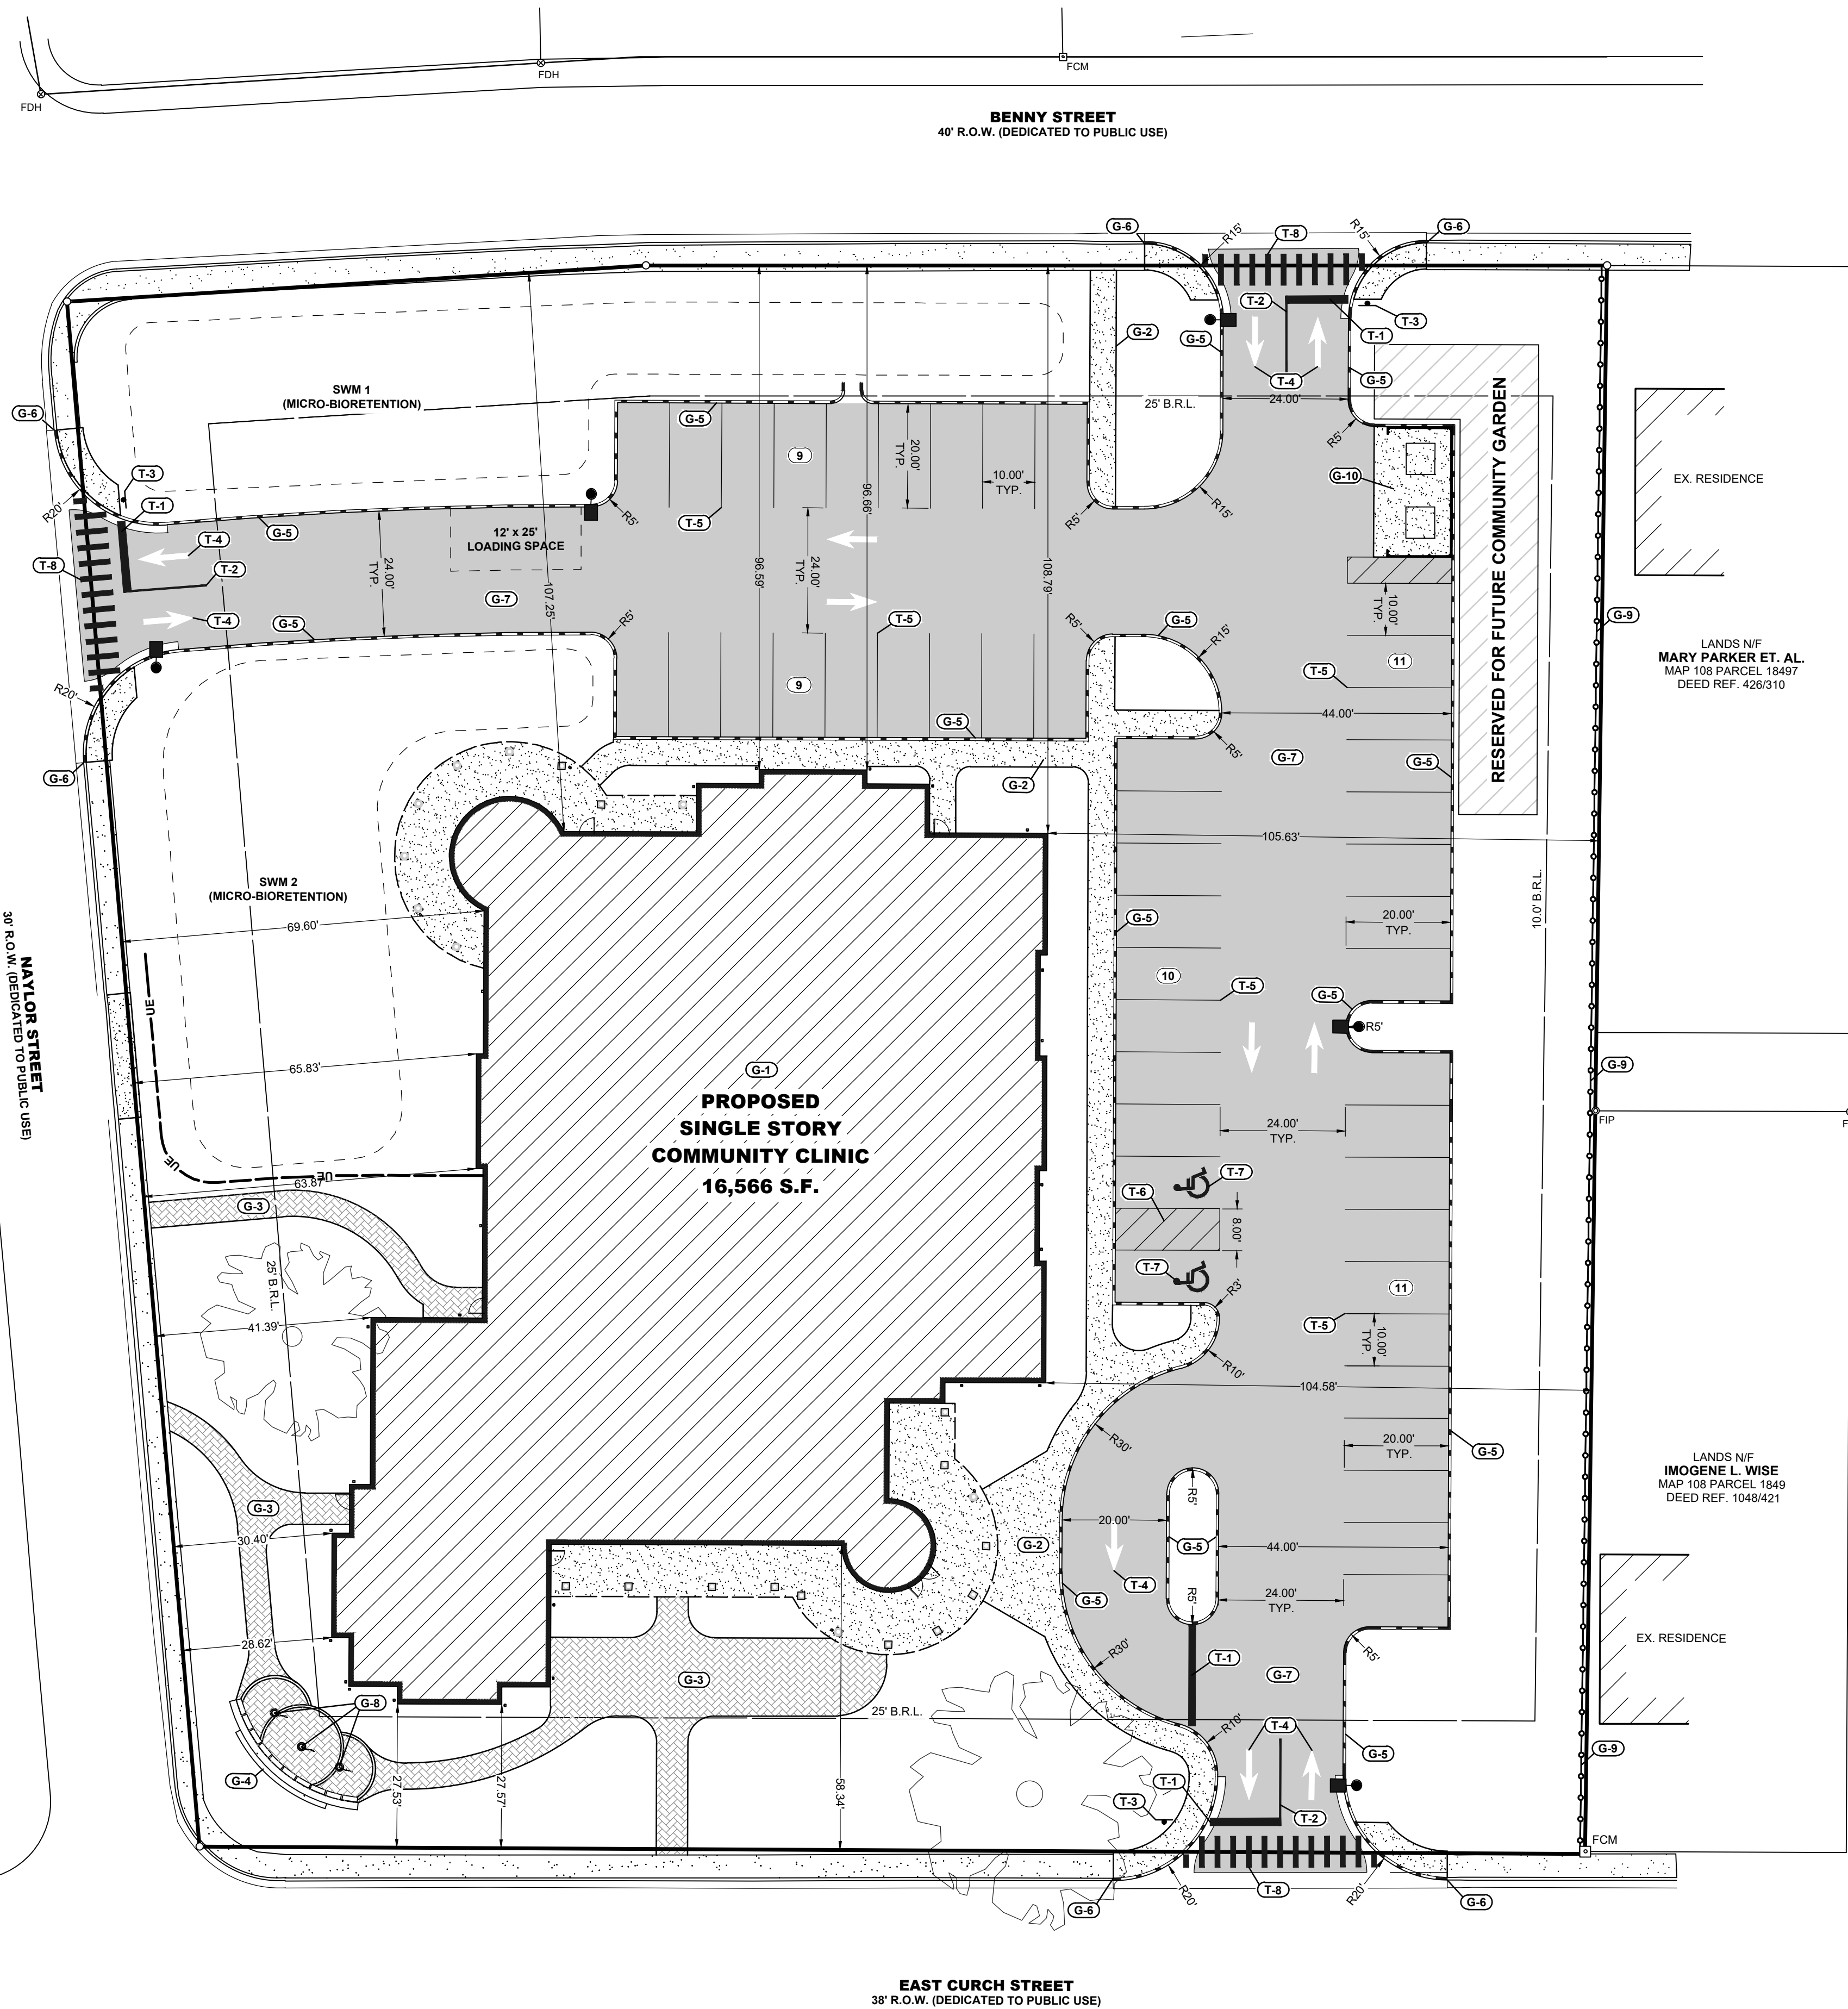 FDH
FDH
FCM
BENNY STREET
40' R.O.W. (DEDICATED TO PUBLIC USE)
G-6
R15'
T-8
R15'
G-6
T-2
T-3
G-2
T-1
G-5
SWM 1
(MICRO-BIORETENTION)
T-4
G-5
24.00'
25' B.R.L.
G-6
G-5
R5'
9
20.00'
TYP.
10.00'
TYP.
T-3
T-1
R20'
G-5
T-5
R5'
R5'
R15'
G-10
RESERVED FOR FUTURE COMMUNITY GARDEN
EX. RESIDENCE
T-4
12' x 25'
LOADING SPACE
96.66'
T-8
T-2
24.00'
TYP.
G-7
107.25'
96.59'
24.00'
TYP.
108.79'
10.00'
TYP.
T-4
G-5
R5'
T-5
R5'
G-5
R15'
G-9
11
LANDS N/F
MARY PARKER ET. AL.
MAP 108 PARCEL 18497
DEED REF. 426/310
R20'
9
T-5
G-5
44.00'
R5'
G-7
G-5
G-6
G-2
105.63'
SWM 2
(MICRO-BIORETENTION)
10.0' B.R.L.
69.60'
G-5
20.00'
TYP.
NAYLOR STREET
30' R.O.W. (DEDICATED TO PUBLIC USE)
10
T-5
G-5
UE
R5'
65.83'
G-1
G-9
PROPOSED
SINGLE STORY
COMMUNITY CLINIC
16,566 S.F.
24.00'
TYP.
FIP
F
UE
UE
63.87'
T-7
T-6
G-3
8.00'
25' B.R.L.
T-7
R3'
11
41.39'
T-5
10.00'
TYP.
R10'
104.58'
R30'
20.00'
TYP.
G-5
LANDS N/F
IMOGENE L. WISE
MAP 108 PARCEL 1849
DEED REF. 1048/421
G-3
R5'
30.40'
20.00'
G-2
G-5
44.00'
T-4
G-5
R5'
24.00'
TYP.
28.62'
R30'
T-1
R5'
EX. RESIDENCE
G-3
G-7
G-8
25' B.R.L.
R10'
T-4
G-5
G-9
G-4
27.53'
27.57'
58.34'
T-1
T-3
T-2
FCM
T-8
G-6
R20'
R20'
G-6
EAST CURCH STREET
38' R.O.W. (DEDICATED TO PUBLIC USE)